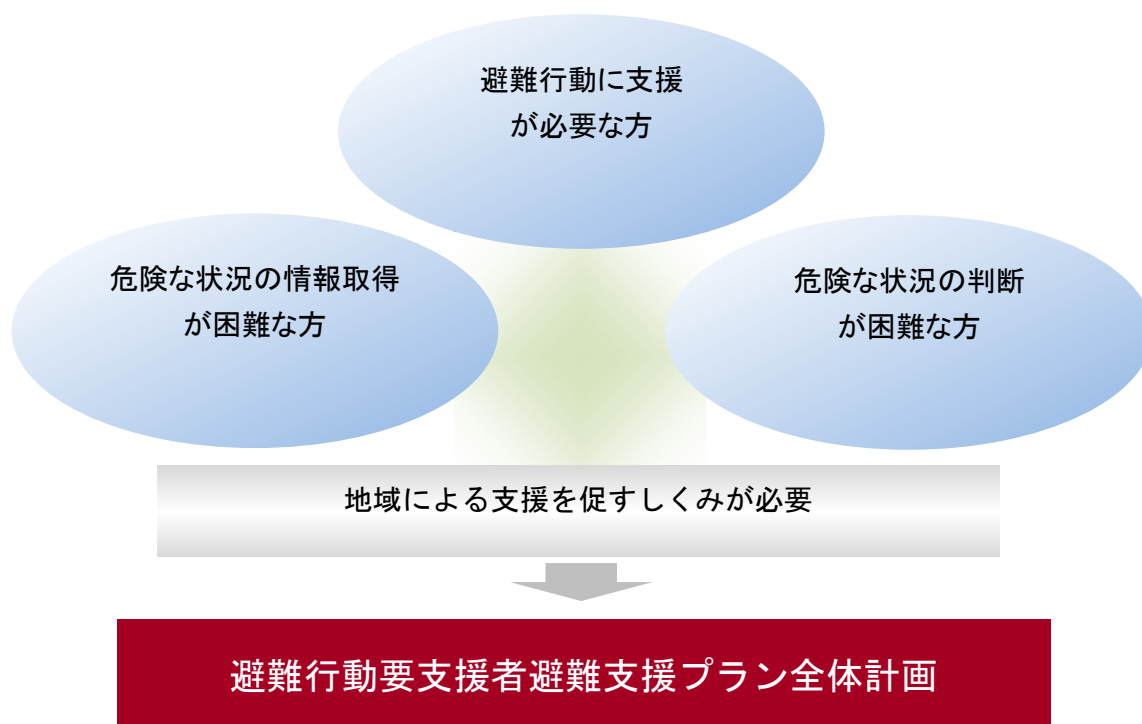 避難行動に支援
が必要な方
危険な状況の情報取得
が困難な方
危険な状況の判断
が困難な方
地域による支援を促すしくみが必要
避難行動要支援者避難支援プラン全体計画